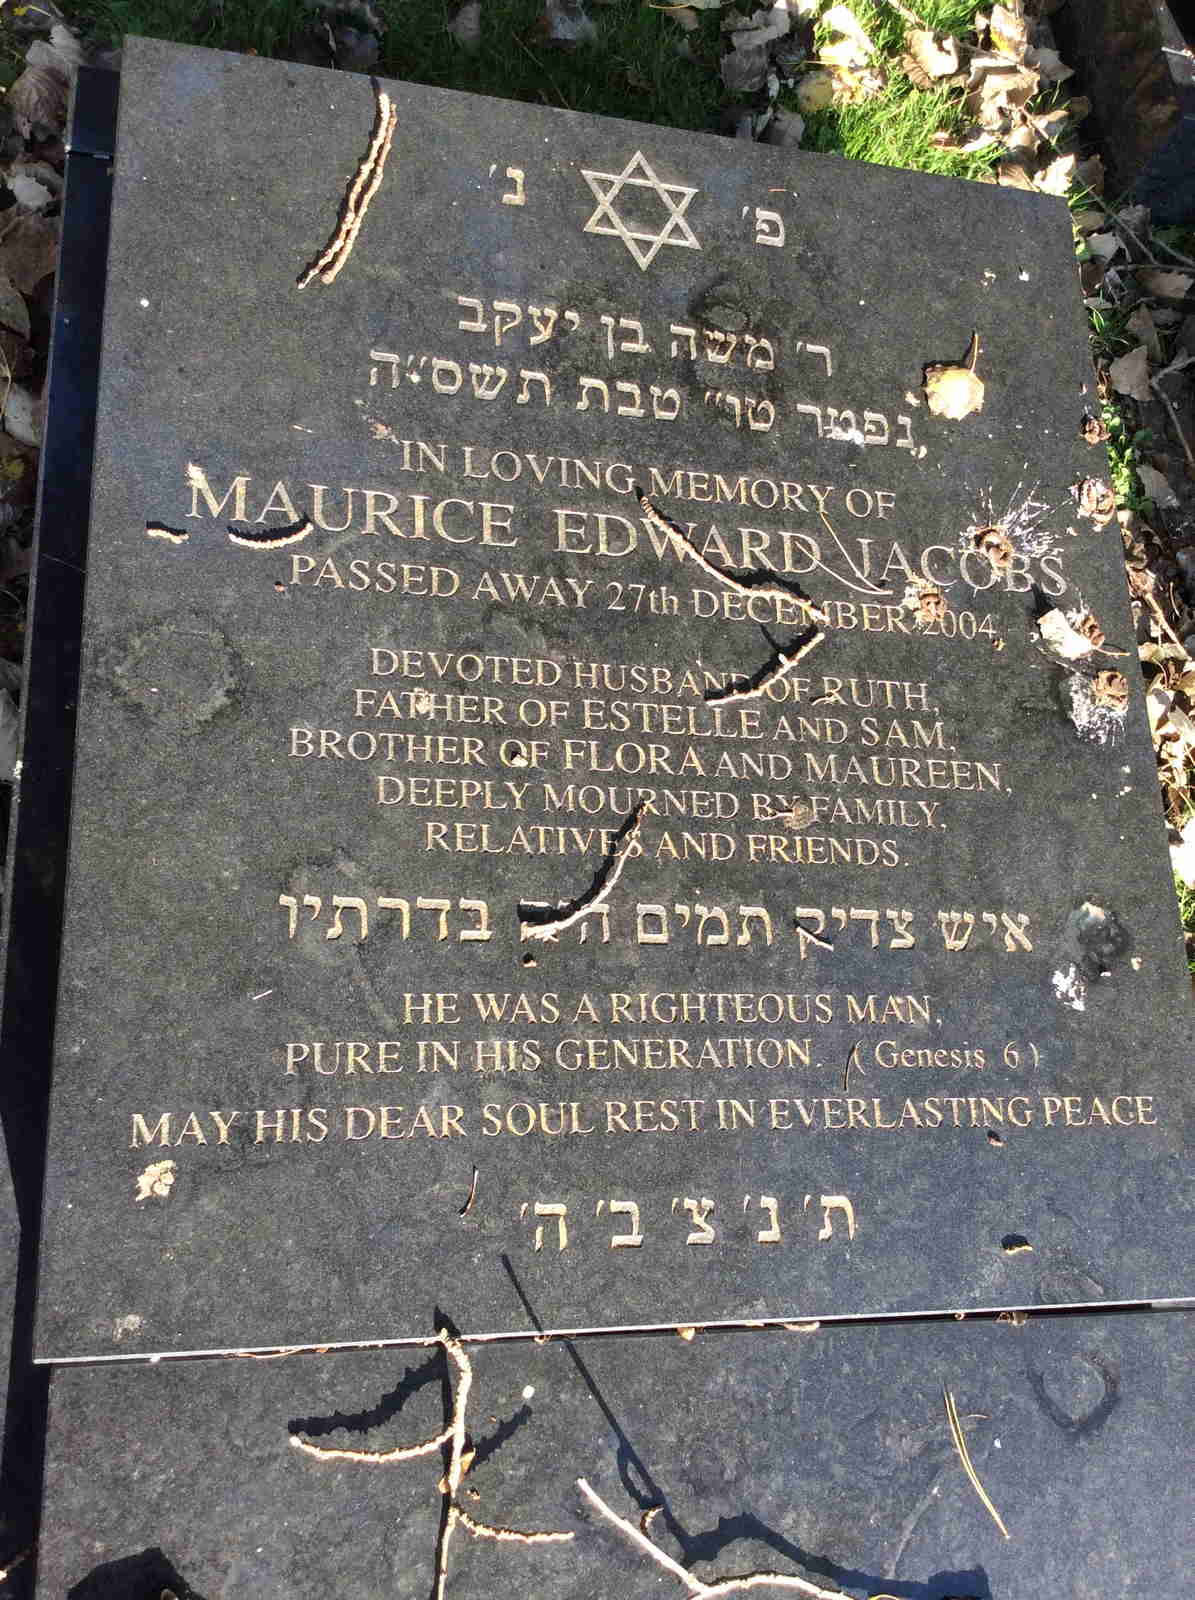 פ׳ נ׳
ר׳ משה בן יעקב
נפטר טו״ טבת תשס״ה
IN LOVING MEMORY OF
MAURICE EDWARD JACOBS
PASSED AWAY 27th DECEMBER 2004
DEVOTED HUSBAND OF RUTH,
FATHER OF ESTELLE AND SAM,
BROTHER OF FLORA AND MAUREEN,
DEEPLY MOURNED BY FAMILY,
RELATIVES AND FRIENDS.
איש צדיק תמים היה בדרתיו
HE WAS A RIGHTEOUS MAN,
PURE IN HIS GENERATION. (Genesis 6)
MAY HIS DEAR SOUL REST IN EVERLASTING PEACE
ת׳ נ׳ צ׳ ב׳ ה׳